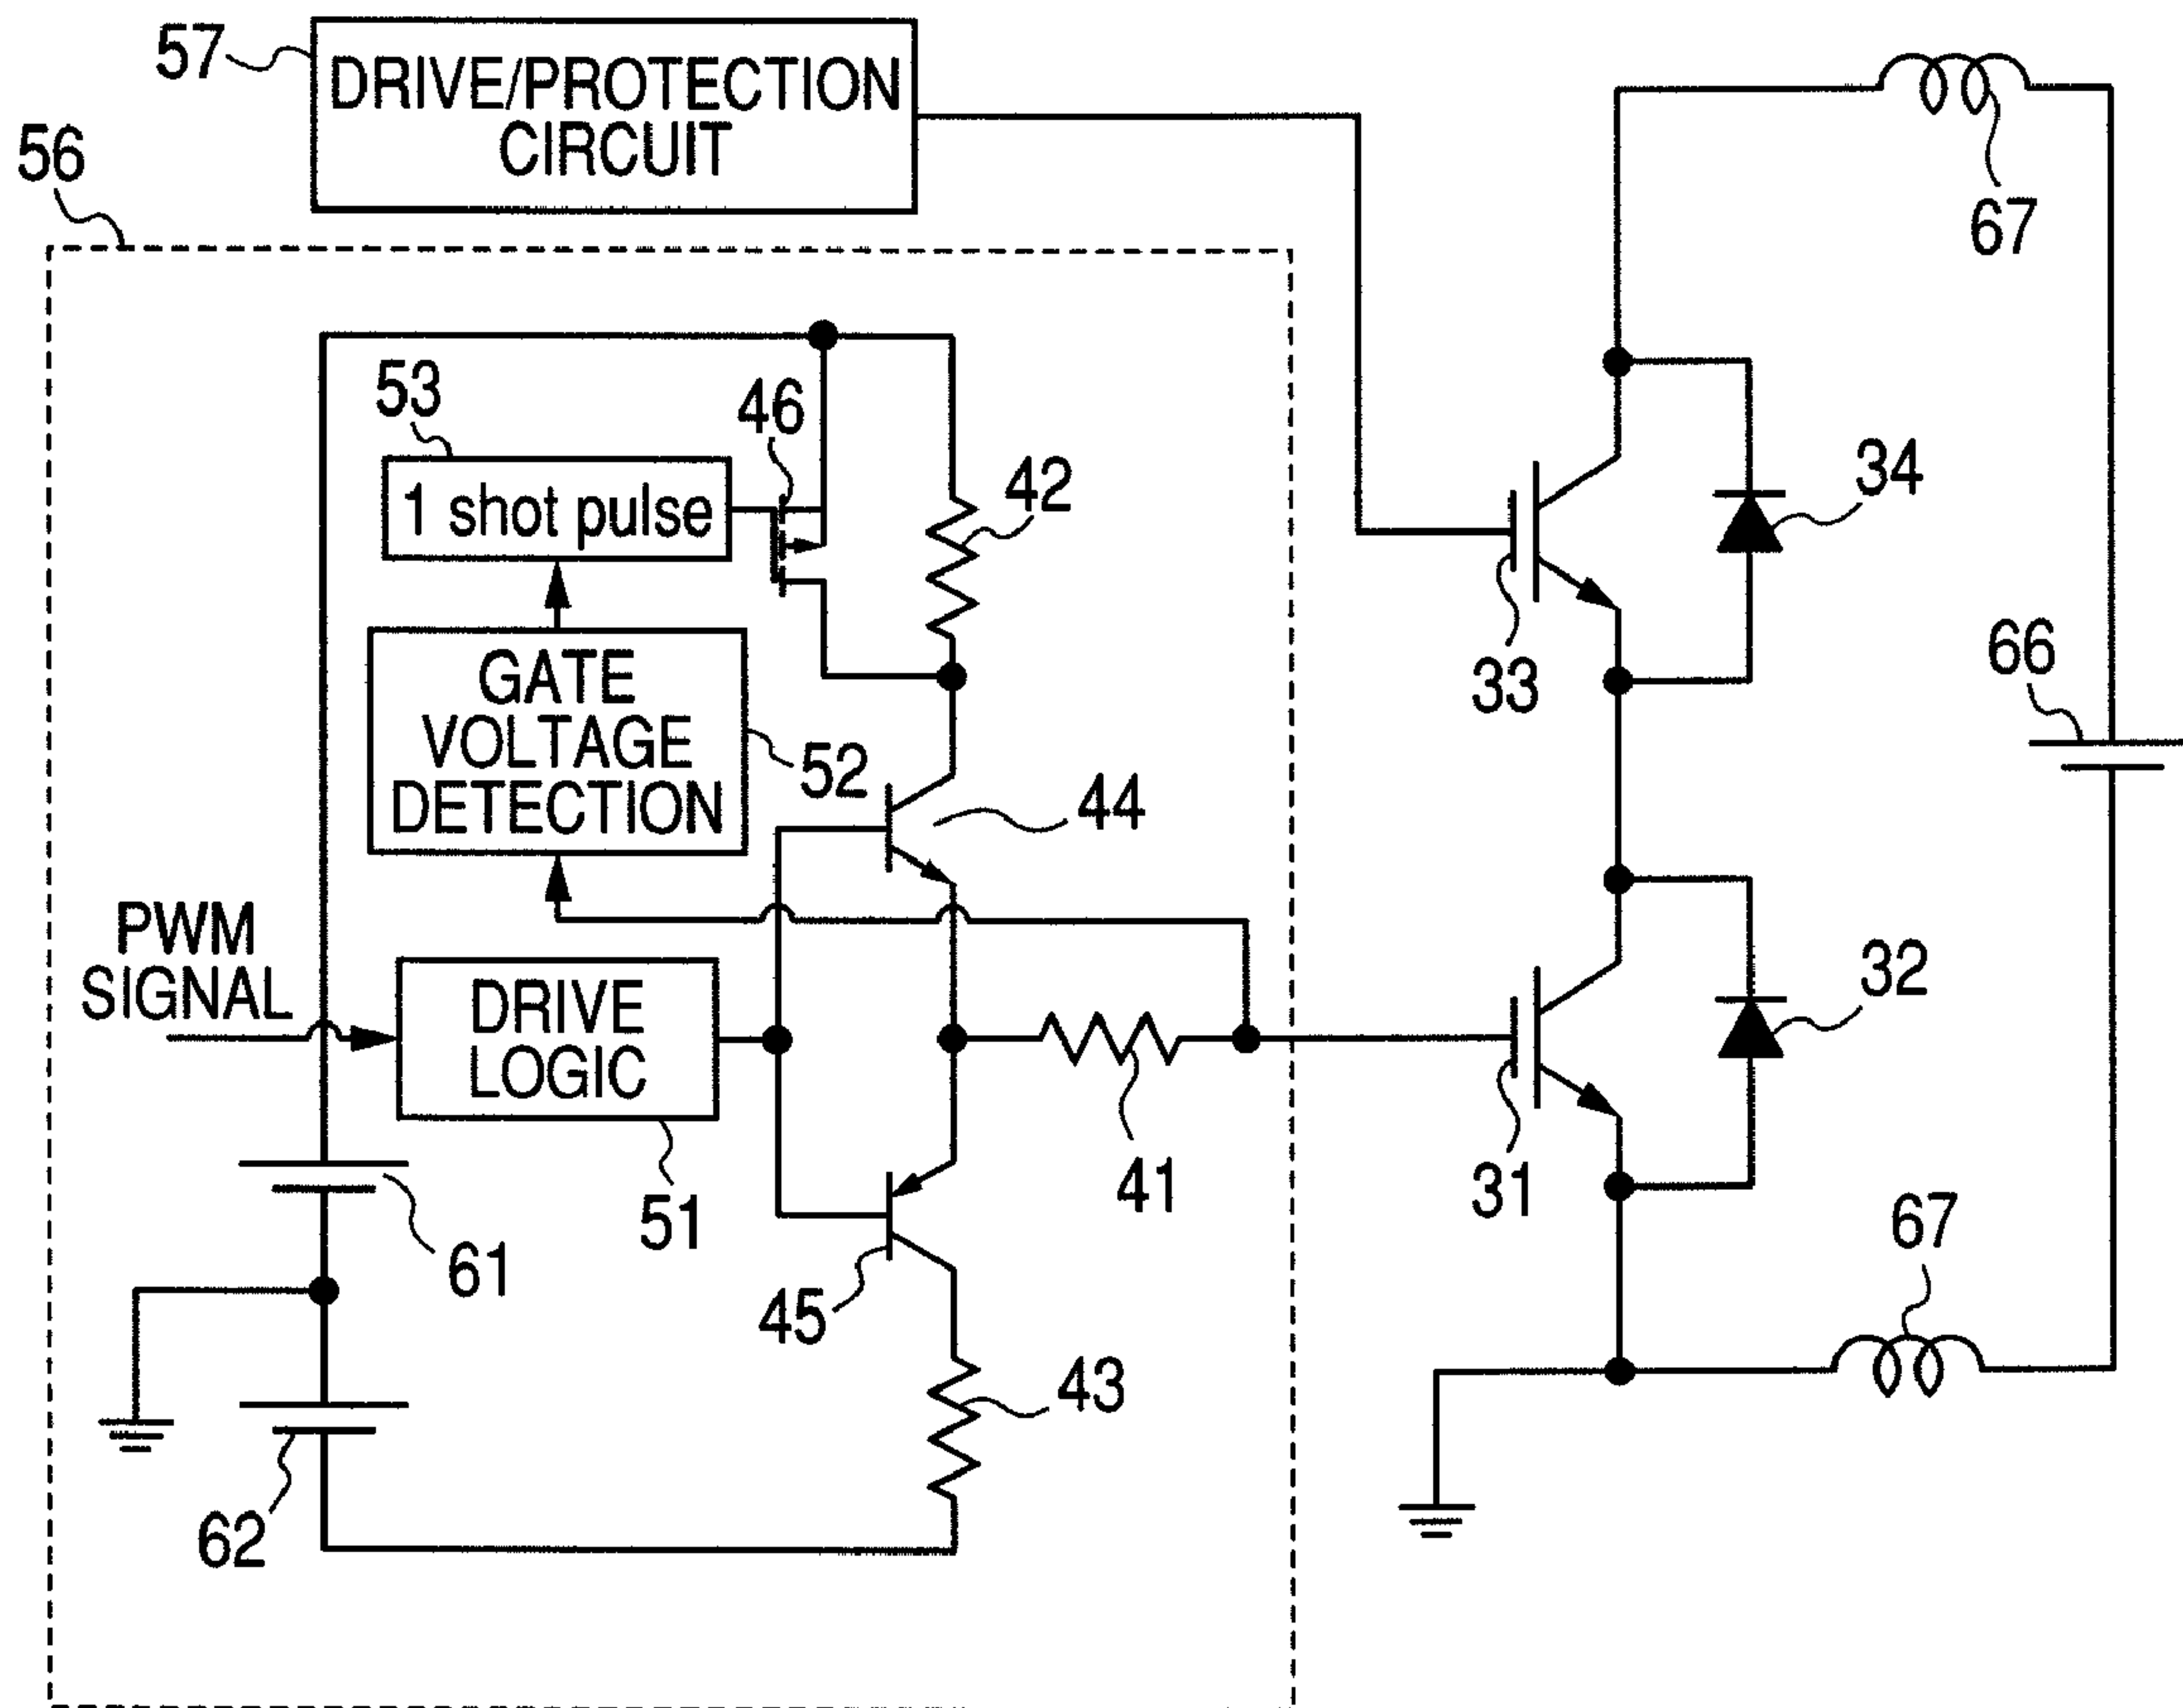 57
DRIVE/PROTECTION
CIRCUIT
56
67
53
1 shot pulse
46
42
34
33
66
GATE
VOLTAGE
DETECTION
52
44
PWM
SIGNAL
DRIVE
LOGIC
51
41
32
31
61
45
67
43
62